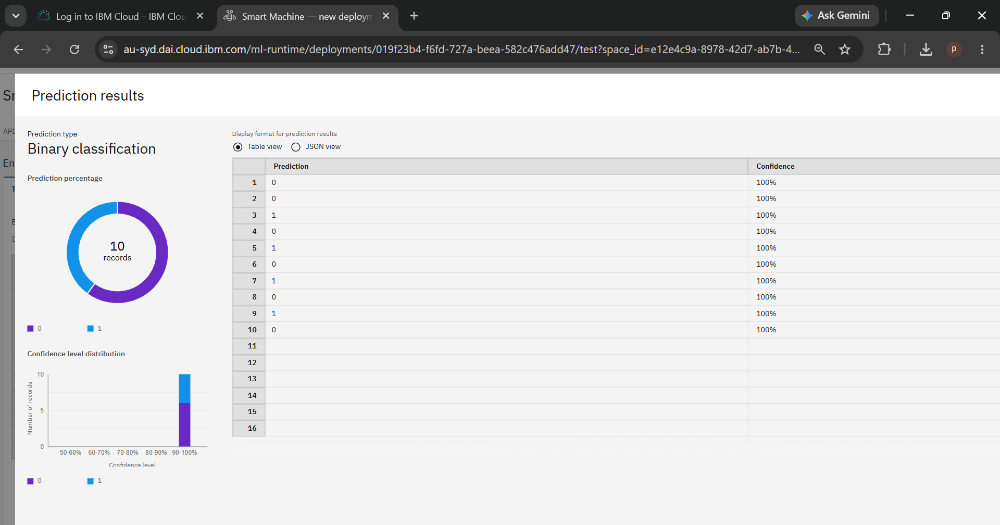 Log in to IBM Cloud – IBM Clou
Smart Machine — new deploym
Ask Gemini
au-syd.dai.cloud.ibm.com/ml-runtime/deployments/019f23b4-f6fd-727a-beea-582c476add47/test?space_id=e12e4c9a-8978-42d7-ab7b-4...
p
Prediction results
API
Prediction type
Binary classification
Display format for prediction results
Table view
JSON view
En
Prediction percentage
10
records
0
1
Confidence level distribution
Number of records
10
5
0
50-60%
60-70%
70-80%
80-90%
90-100%
Confidence level
0
1
Prediction
Confidence
1 0 100%
2 0 100%
3 1 100%
4 0 100%
5 1 100%
6 0 100%
7 1 100%
8 0 100%
9 1 100%
10 0 100%
11
12
13
14
15
16